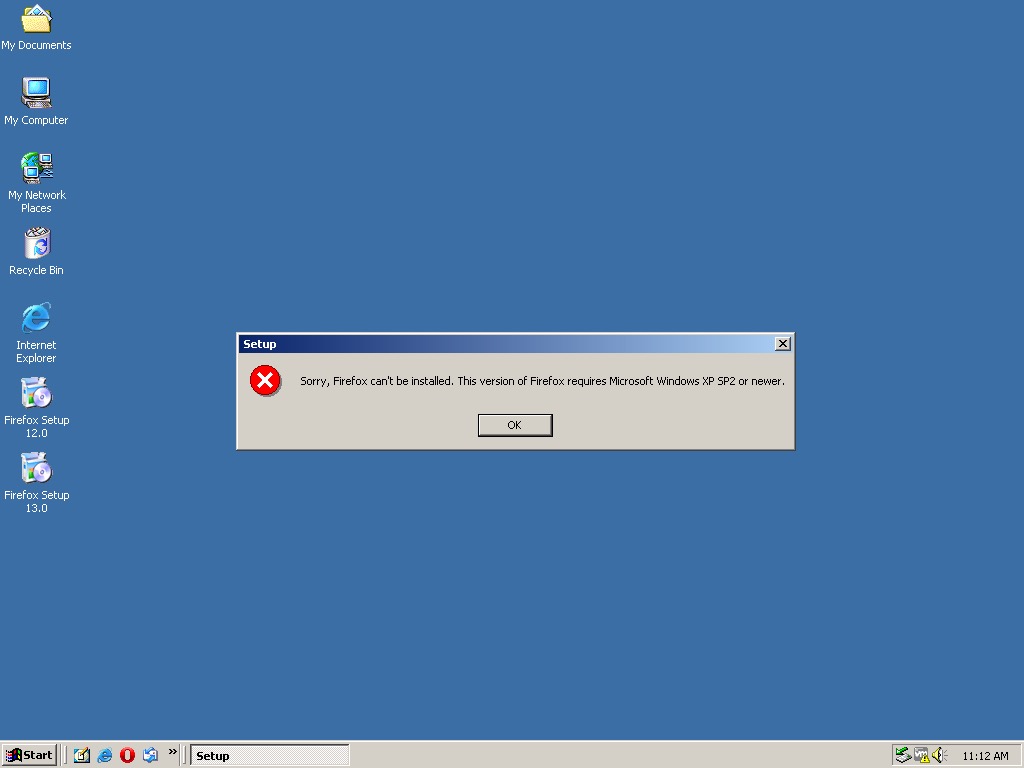 My Documents
My Computer
My Network
Places
Recycle Bin
Internet
Explorer
Firefox Setup
12.0
Firefox Setup
13.0
Setup
Sorry, Firefox can't be installed. This version of Firefox requires Microsoft Windows XP SP2 or newer.
OK
Start
Setup
11:12 AM